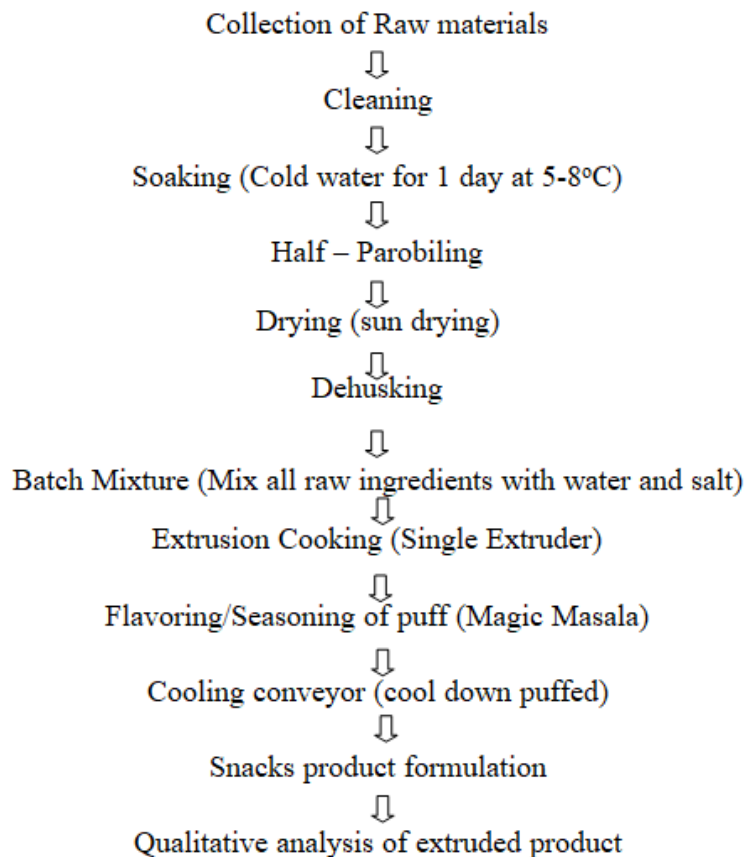 Collection of Raw materials
Cleaning
Soaking (Cold water for 1 day at 5-8°C)
Half – Parobiling
Drying (sun drying)
Dehusking
Batch Mixture (Mix all raw ingredients with water and salt)
Extrusion Cooking (Single Extruder)
Flavoring/Seasoning of puff (Magic Masala)
Cooling conveyor (cool down puffed)
Snacks product formulation
Qualitative analysis of extruded product